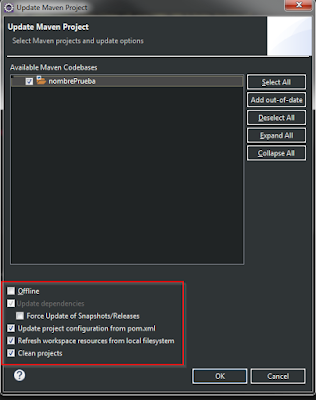 Update Maven Project
Update Maven Project
Select Maven projects and update options
Available Maven Codebases
nombrePrueba
Select All
Add out-of-date
Deselect All
Expand All
Collapse All
Offline
Update dependencies
Force Update of Snapshots/Releases
Update project configuration from pom.xml
Refresh workspace resources from local filesystem
Clean projects
?
OK
Cancel